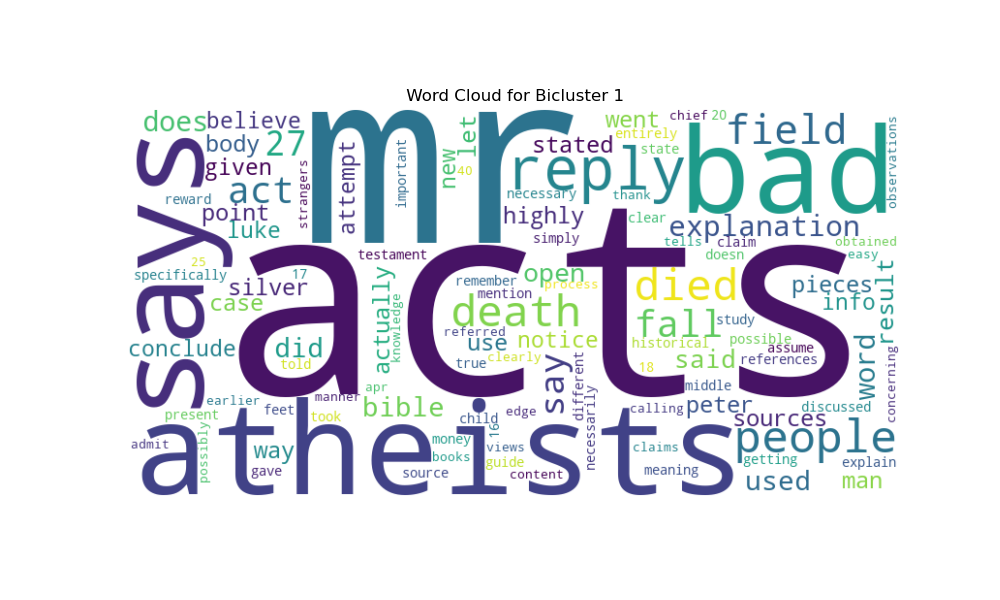 Word Cloud for Bicluster 1
does believe 27 mr let went chief 20
body stated entirely field bad observations
says given attempt important new 40 reply state
act strangers necessary thank
reward point luke highly clear explanation
simply tells claim obtained
25 testament doesn easy
specifically 17 acts open died pieces
silver actually knowledge remember process info
case mention death study result
referred use notice historical fall possible
conclude did true clearly say said assume word
told 18 references concerning
apr different middle
earlier manner bible child edge calling peter discussed
present feet took 16 necessarily sources
admit atheists way money views claims people
possibly books guide getting explain
gave source content meaning used man